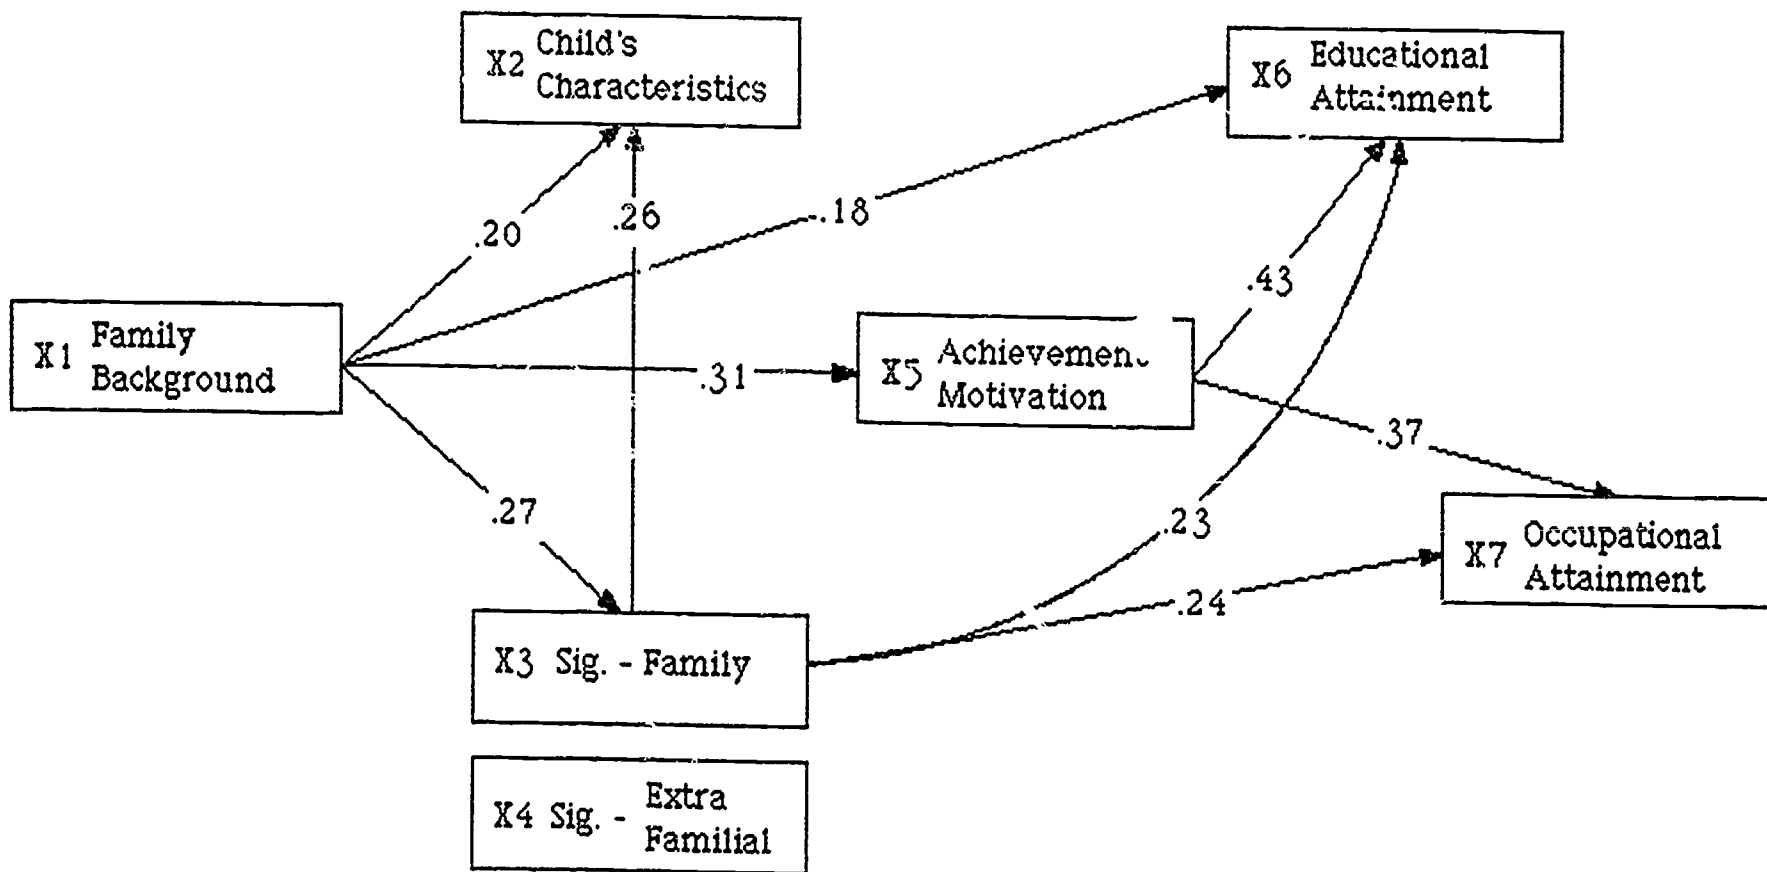 X2 Child's
Characteristics
X6 Educational
Attainment
.20
.26
-.18
.43
X1 Family
Background
.31
X5 Achievement
Motivation
.37
.27
.23
X7 Occupational
Attainment
.24
X3 Sig. - Family
X4 Sig. - Extra
Familial